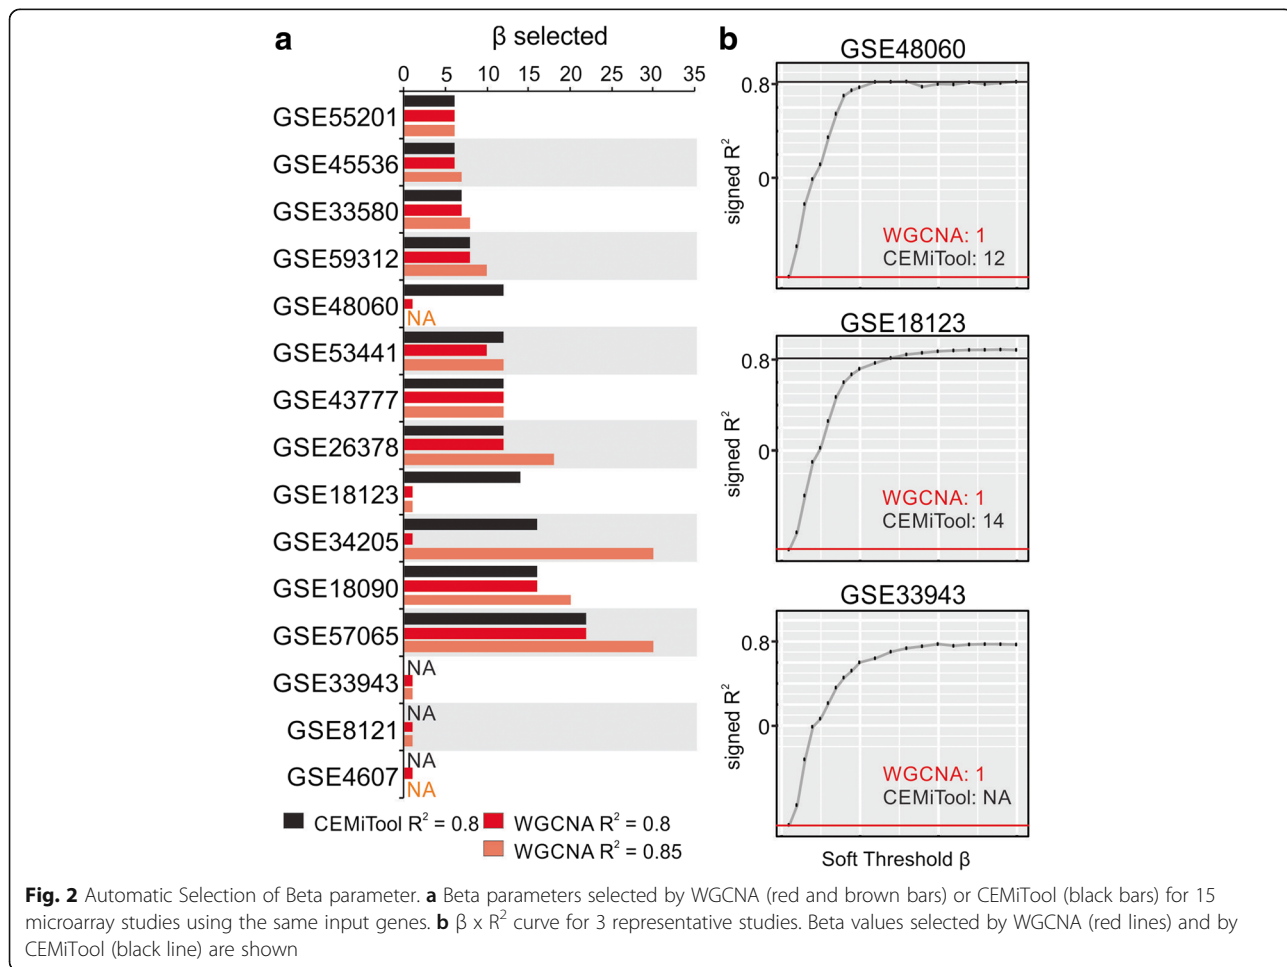 a
β selected
0 5 10 15 20 25 30 35
GSE55201
GSE45536
GSE33580
GSE59312
GSE48060
NA
GSE53441
GSE43777
GSE26378
GSE18123
GSE34205
GSE18090
GSE57065
NA
GSE33943
NA
GSE8121
NA
GSE4607
NA
CEMiTool R² = 0.8
WGCNA R² = 0.8
WGCNA R² = 0.85
b
GSE48060
0.8
0
signed R²
WGCNA: 1
CEMiTool: 12
GSE18123
0.8
0
signed R²
WGCNA: 1
CEMiTool: 14
GSE33943
0.8
0
signed R²
WGCNA: 1
CEMiTool: NA
Soft Threshold β
Fig. 2 Automatic Selection of Beta parameter. a Beta parameters selected by WGCNA (red and brown bars) or CEMiTool (black bars) for 15
microarray studies using the same input genes. b β x R² curve for 3 representative studies. Beta values selected by WGCNA (red lines) and by
CEMiTool (black line) are shown